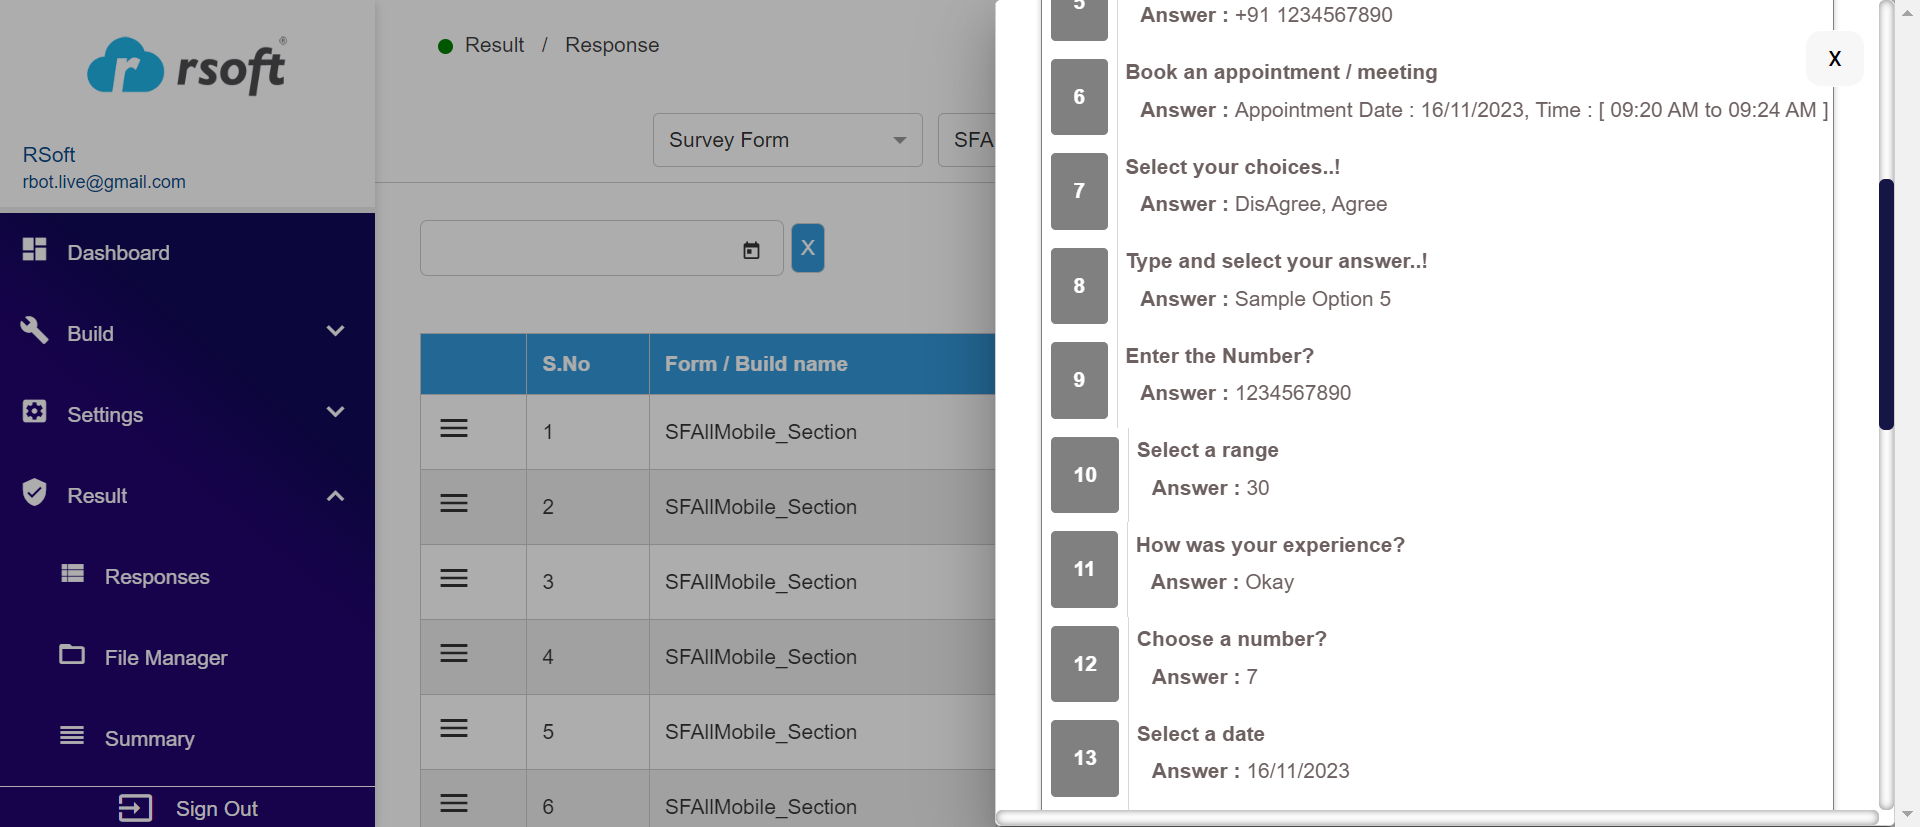 rsoft®
RSoft
rbot.live@gmail.com
Dashboard
Build
Settings
Result
Responses
File Manager
Summary
Sign Out
Result / Response
Survey Form
SFA
X
S.No Form / Build name
1 SFAllMobile_Section
2 SFAllMobile_Section
3 SFAllMobile_Section
4 SFAllMobile_Section
5 SFAllMobile_Section
6 SFAllMobile_Section
X
5
Answer : +91 1234567890
6 Book an appointment / meeting
Answer : Appointment Date : 16/11/2023, Time : [ 09:20 AM to 09:24 AM ]
7 Select your choices..!
Answer : DisAgree, Agree
8 Type and select your answer..!
Answer : Sample Option 5
9 Enter the Number?
Answer : 1234567890
10 Select a range
Answer : 30
11 How was your experience?
Answer : Okay
12 Choose a number?
Answer : 7
13 Select a date
Answer : 16/11/2023